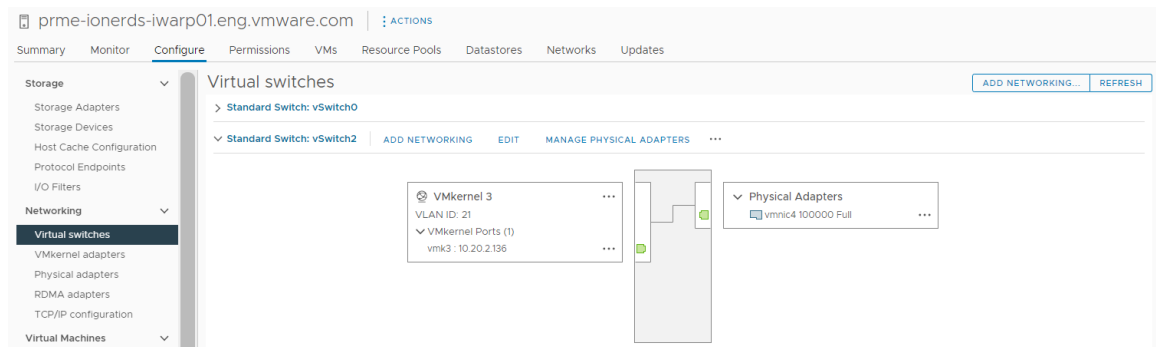 prme-ionerds-iwarp01.eng.vmware.com ACTIONS
Summary Monitor Configure Permissions VMs Resource Pools Datastores Networks Updates
Storage
Storage Adapters
Storage Devices
Host Cache Configuration
Protocol Endpoints
I/O Filters
Networking
Virtual switches
VMkernel adapters
Physical adapters
RDMA adapters
TCP/IP configuration
Virtual Machines
Virtual switches
ADD NETWORKING... REFRESH
Standard Switch: vSwitch0
Standard Switch: vSwitch2 ADD NETWORKING EDIT MANAGE PHYSICAL ADAPTERS ...
VMkernel 3 ...
VLAN ID: 21
VMkernel Ports (1)
vmk3 : 10.20.2.136 ...
Physical Adapters
vmnic4 100000 Full ...